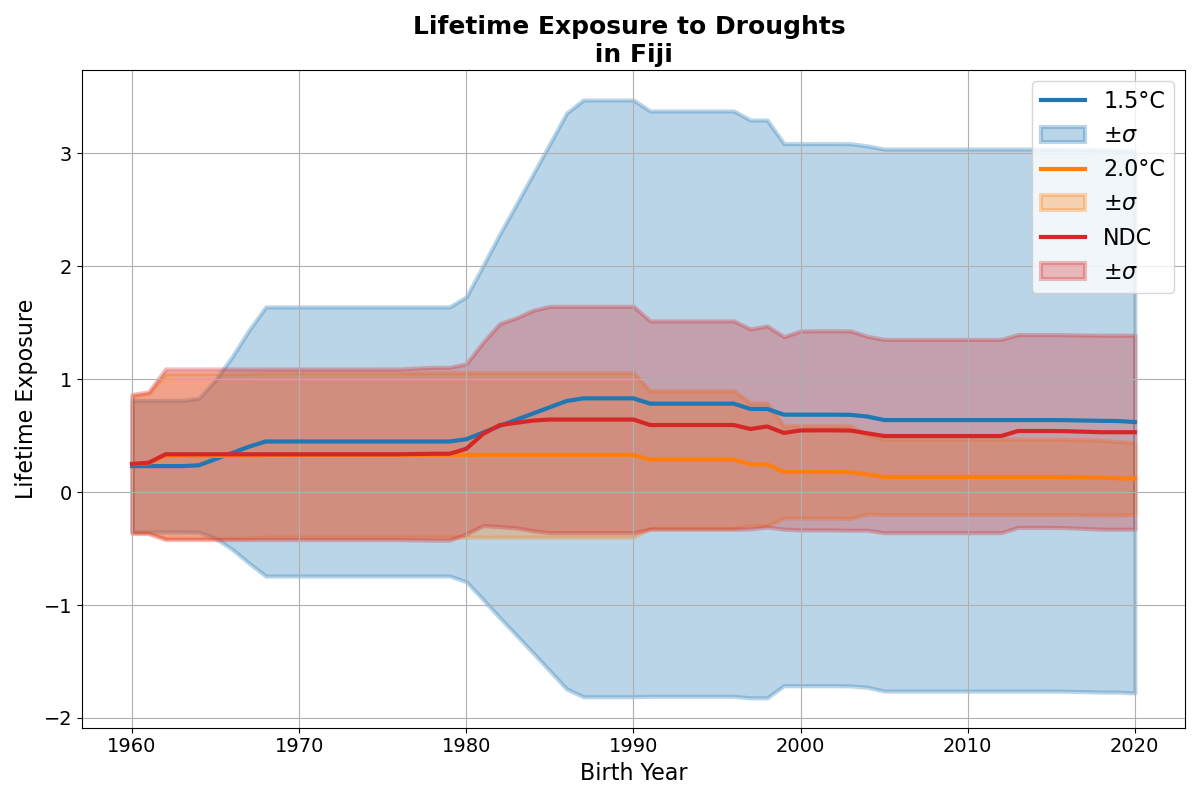 Lifetime Exposure to Droughts
in Fiji
1.5°C
±σ
2.0°C
±σ
NDC
±σ
Lifetime Exposure
3
2
1
0
−1
−2
1960 1970 1980 1990 2000 2010 2020
Birth Year